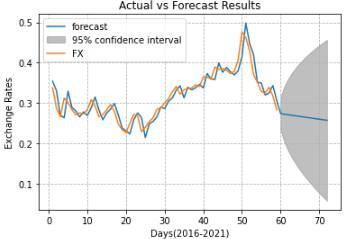 Actual vs Forecast Results
forecast
95% confidence interval
FX
Exchange Rates
0.5
0.4
0.3
0.2
0.1
0 10 20 30 40 50 60 70
Days(2016-2021)